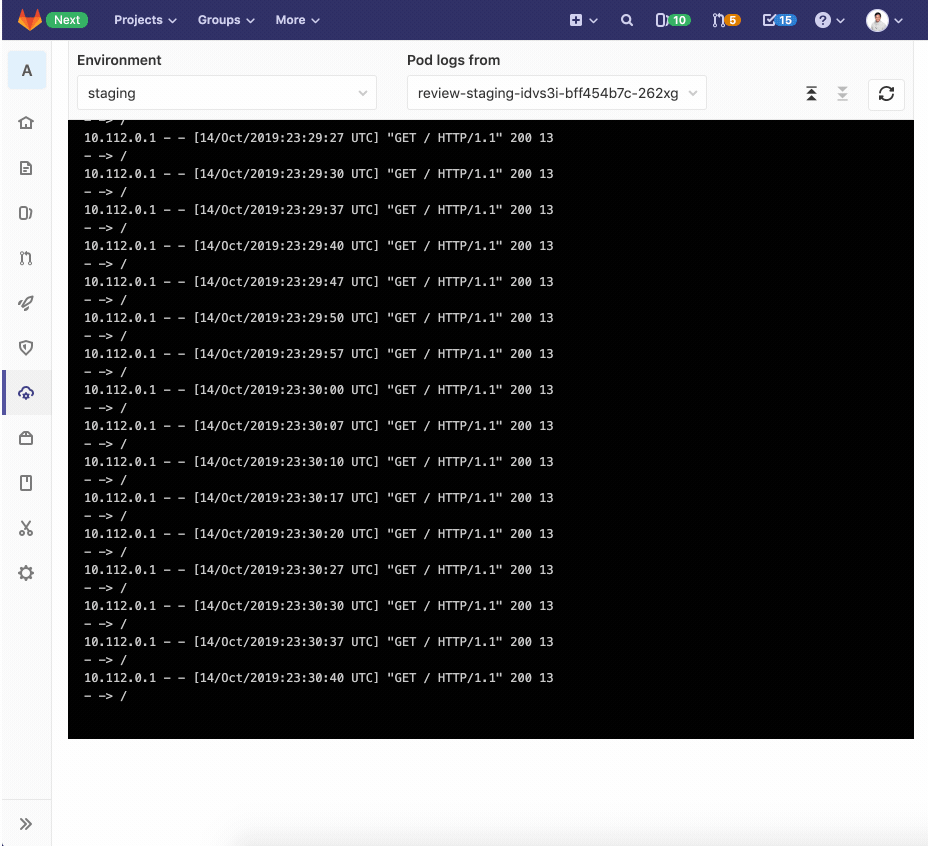 Next Projects Groups More 10 5 15 ?
A
Environment Pod logs from
staging review-staging-idvs3i-bff454b7c-262xg
- -> /
10.112.0.1 - - [14/Oct/2019:23:29:27 UTC] "GET / HTTP/1.1" 200 13
- -> /
10.112.0.1 - - [14/Oct/2019:23:29:30 UTC] "GET / HTTP/1.1" 200 13
- -> /
10.112.0.1 - - [14/Oct/2019:23:29:37 UTC] "GET / HTTP/1.1" 200 13
- -> /
10.112.0.1 - - [14/Oct/2019:23:29:40 UTC] "GET / HTTP/1.1" 200 13
- -> /
10.112.0.1 - - [14/Oct/2019:23:29:47 UTC] "GET / HTTP/1.1" 200 13
- -> /
10.112.0.1 - - [14/Oct/2019:23:29:50 UTC] "GET / HTTP/1.1" 200 13
- -> /
10.112.0.1 - - [14/Oct/2019:23:29:57 UTC] "GET / HTTP/1.1" 200 13
- -> /
10.112.0.1 - - [14/Oct/2019:23:30:00 UTC] "GET / HTTP/1.1" 200 13
- -> /
10.112.0.1 - - [14/Oct/2019:23:30:07 UTC] "GET / HTTP/1.1" 200 13
- -> /
10.112.0.1 - - [14/Oct/2019:23:30:10 UTC] "GET / HTTP/1.1" 200 13
- -> /
10.112.0.1 - - [14/Oct/2019:23:30:17 UTC] "GET / HTTP/1.1" 200 13
- -> /
10.112.0.1 - - [14/Oct/2019:23:30:20 UTC] "GET / HTTP/1.1" 200 13
- -> /
10.112.0.1 - - [14/Oct/2019:23:30:27 UTC] "GET / HTTP/1.1" 200 13
- -> /
10.112.0.1 - - [14/Oct/2019:23:30:30 UTC] "GET / HTTP/1.1" 200 13
- -> /
10.112.0.1 - - [14/Oct/2019:23:30:37 UTC] "GET / HTTP/1.1" 200 13
- -> /
10.112.0.1 - - [14/Oct/2019:23:30:40 UTC] "GET / HTTP/1.1" 200 13
- -> /